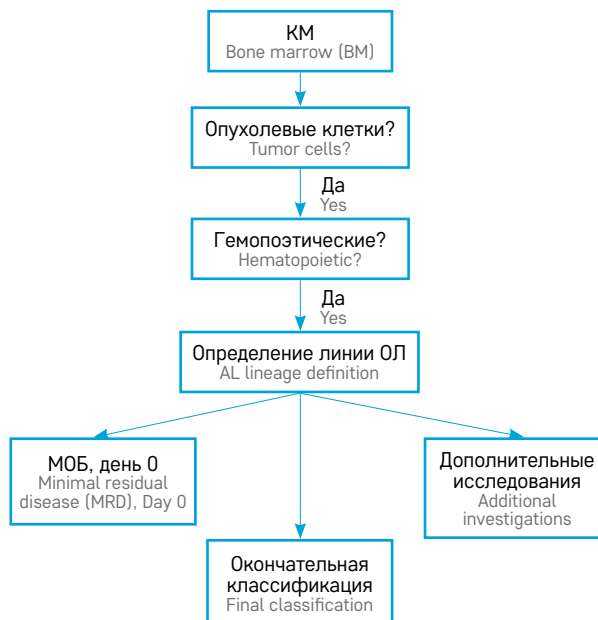 КМ
Bone marrow (BM)
Опухолевые клетки?
Tumor cells?
Да
Yes
Гемопоэтические?
Hematopoietic?
Да
Yes
Определение линии ОЛ
AL lineage definition
МОБ, день 0
Minimal residual
disease (MRD), Day 0
Дополнительные
исследования
Additional
investigations
Окончательная
классификация
Final classification